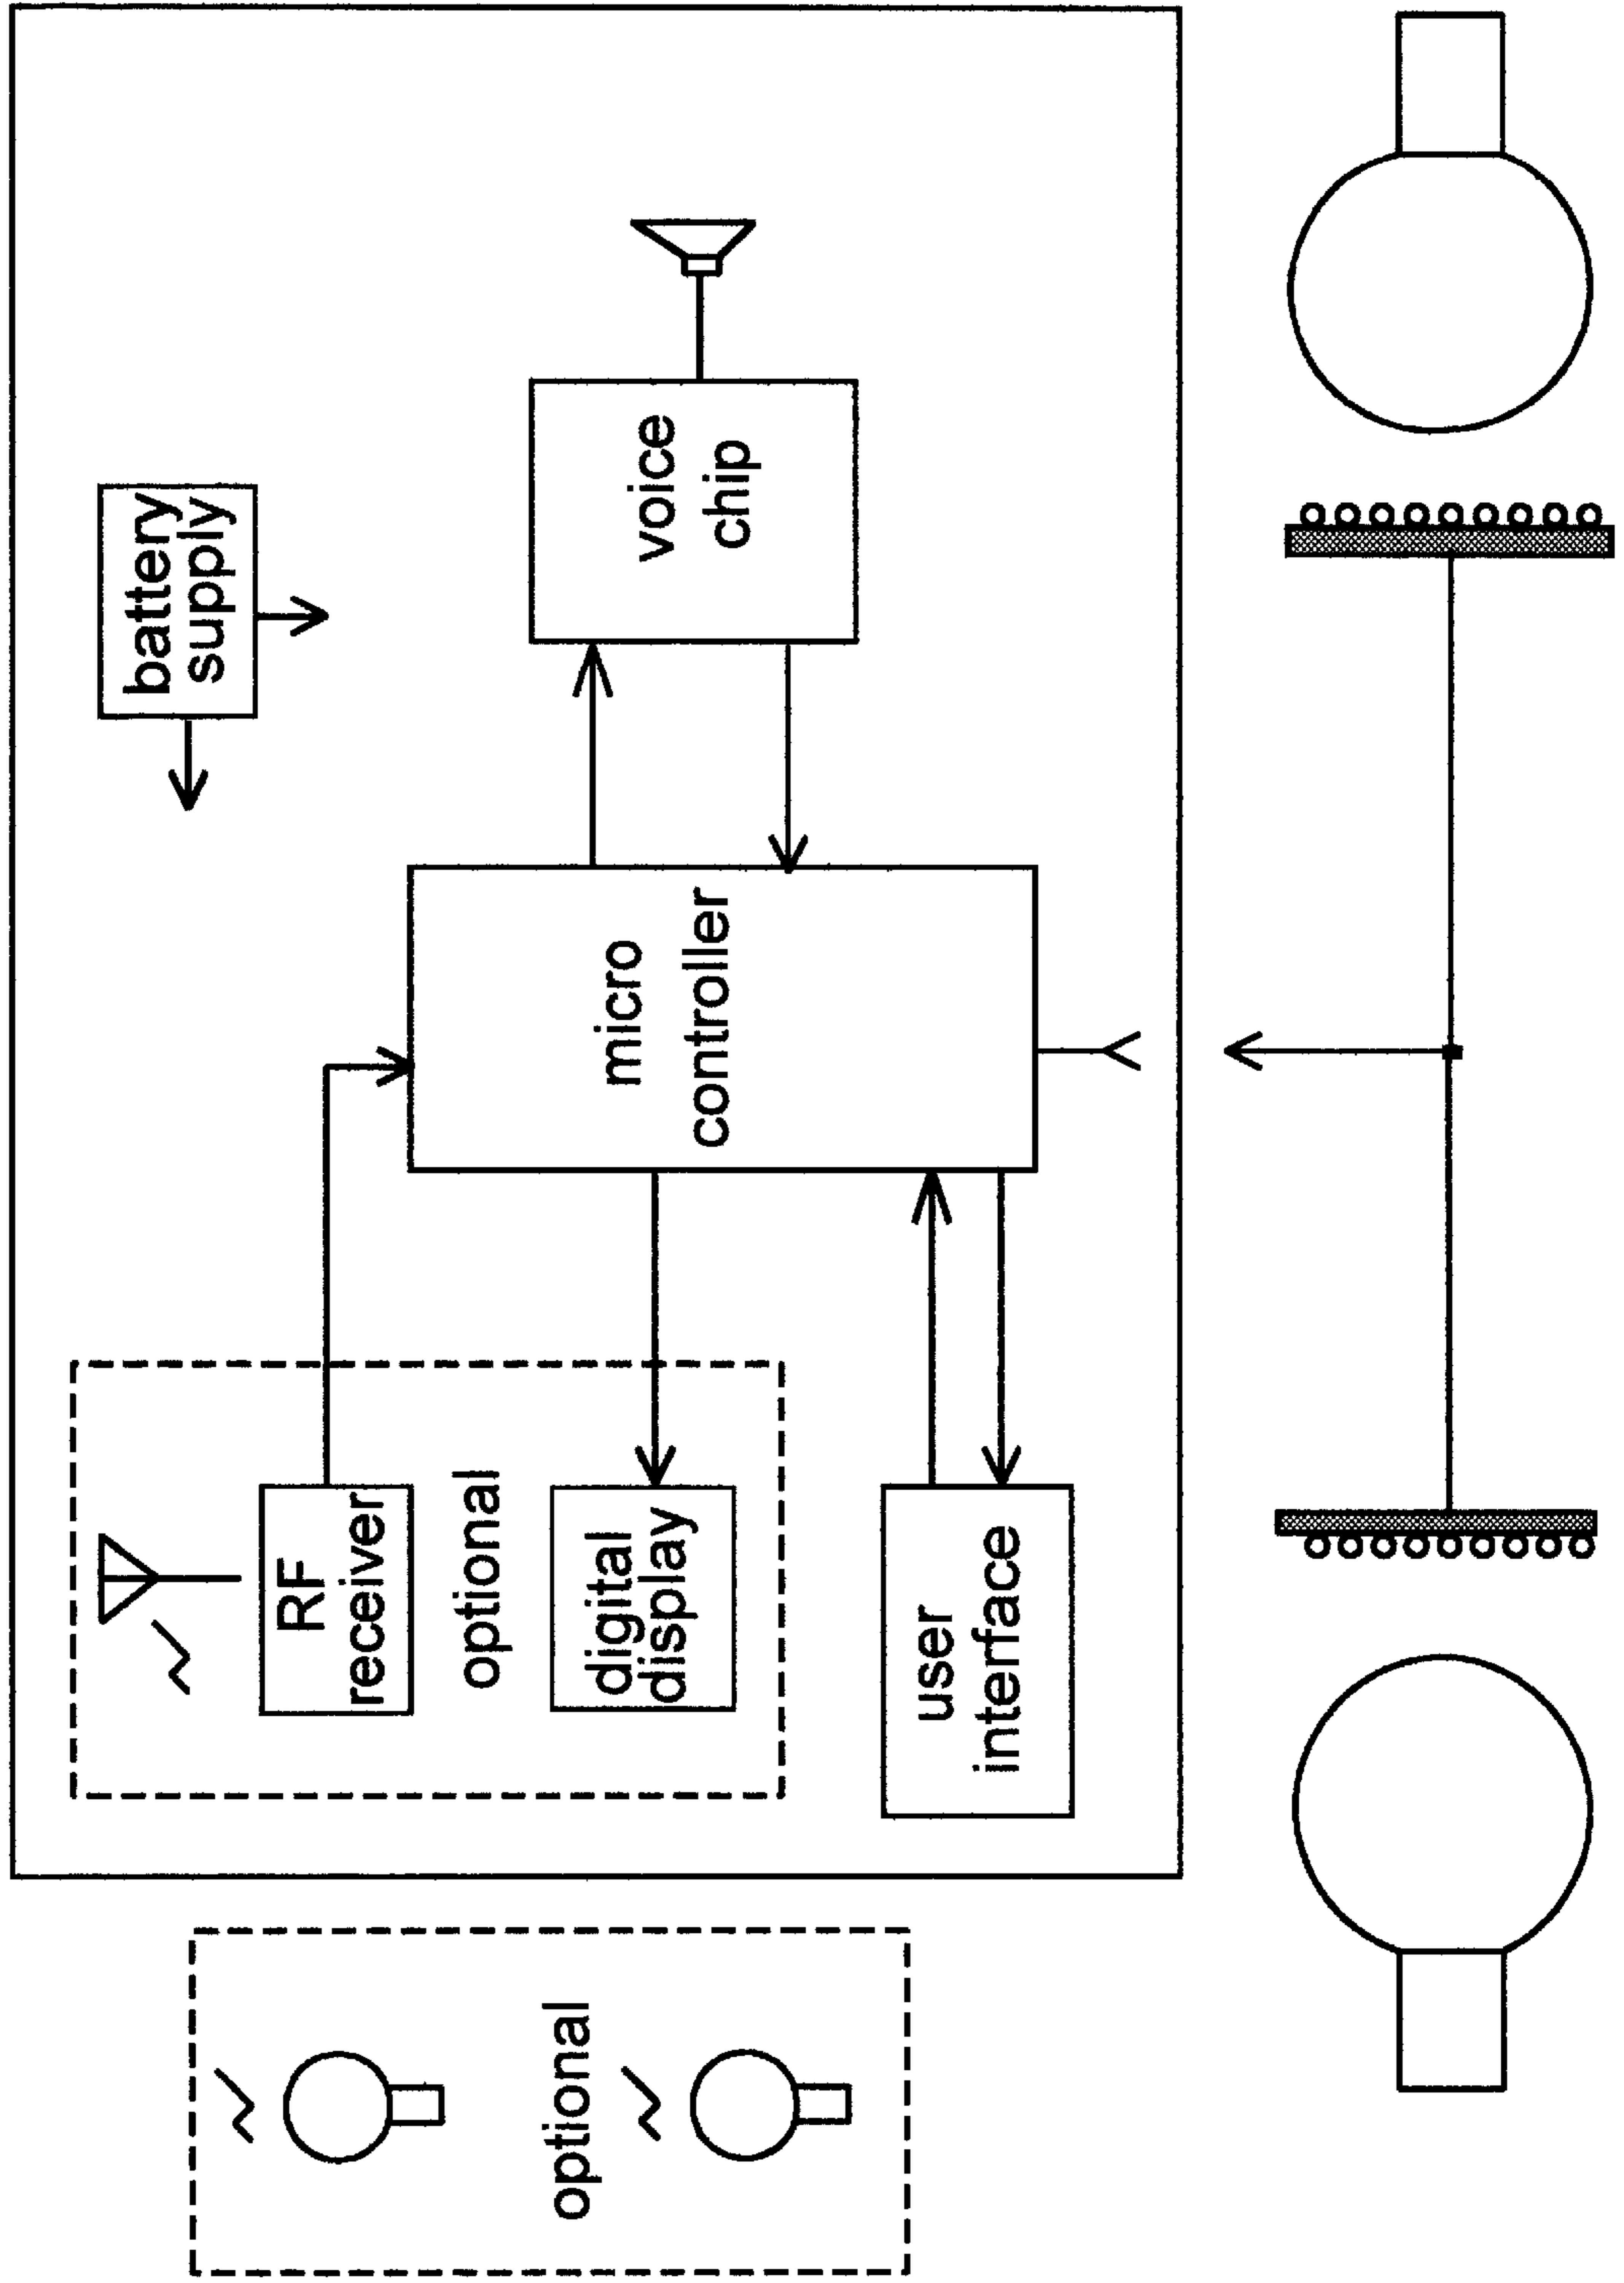 battery
supply
voice
chip
micro
controller
RF
receiver
optional
digital
display
user
interface
optional